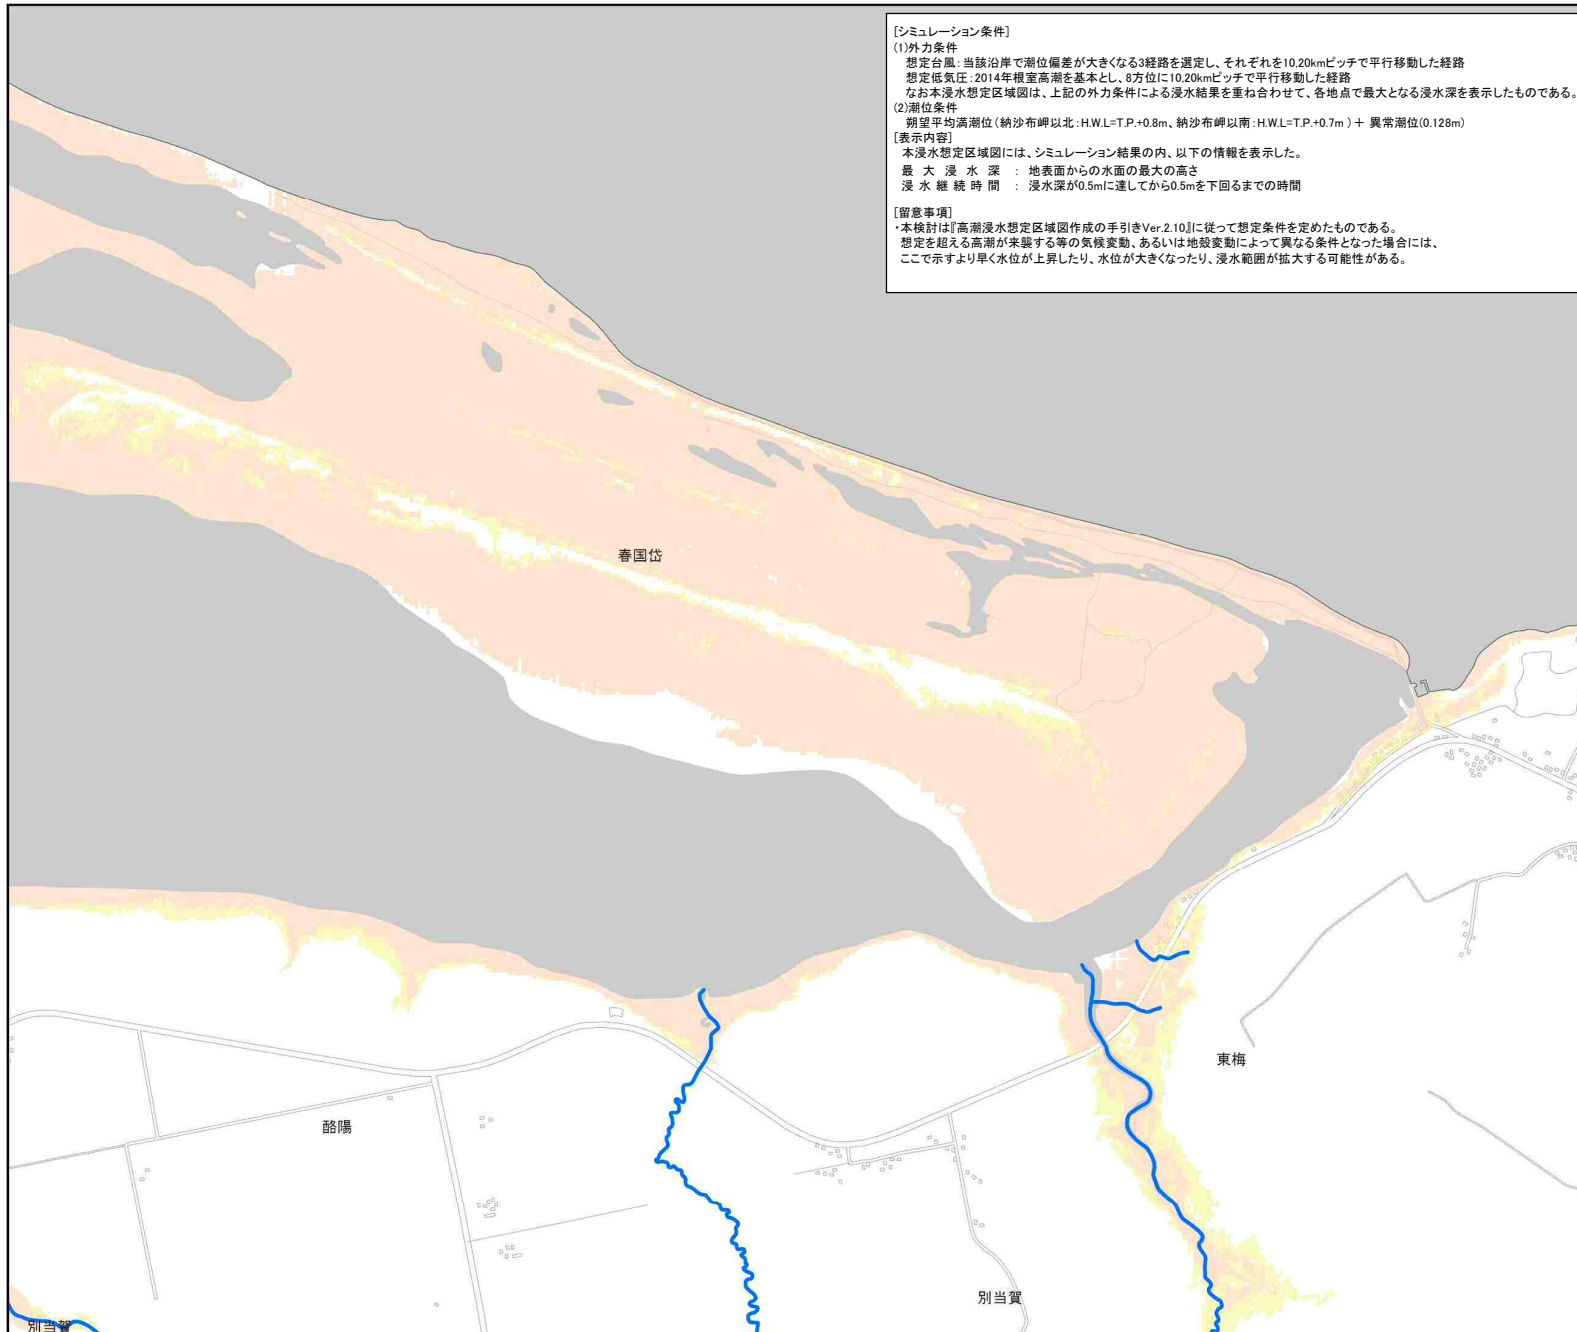 [シミュレーション条件]
(1)外力条件
想定台風:当該沿岸で潮位偏差が大きくなる3経路を選定し、それぞれを10,20kmピッチで平行移動した経路
想定低気圧:2014年根室高潮を基本とし、8方位に10,20kmピッチで平行移動した経路
なお本浸水想定区域図は、上記の外力条件による浸水結果を重ね合わせて、各地点で最大となる浸水深を表示したものである。
(2)潮位条件
朔望平均満潮位(納沙布岬以北:H.W.L=T.P.+0.8m、納沙布岬以南:H.W.L=T.P.+0.7m )+ 異常潮位(0.128m)
[表示内容]
本浸水想定区域図には、シミュレーション結果の内、以下の情報を表示した。
最 大 浸 水 深 : 地表面からの水面の最大の高さ
浸 水 継 続 時 間 : 浸水深が0.5mに達してから0.5mを下回るまでの時間
[留意事項]
・本検討は『高潮浸水想定区域図作成の手引きVer.2.10』に従って想定条件を定めたものである。
想定を超える高潮が来襲する等の気候変動、あるいは地殻変動によって異なる条件となった場合には、
ここで示すより早く水位が上昇したり、水位が大きくなったり、浸水範囲が拡大する可能性がある。
春国岱
東梅
酪陽
別当賀
別当賀